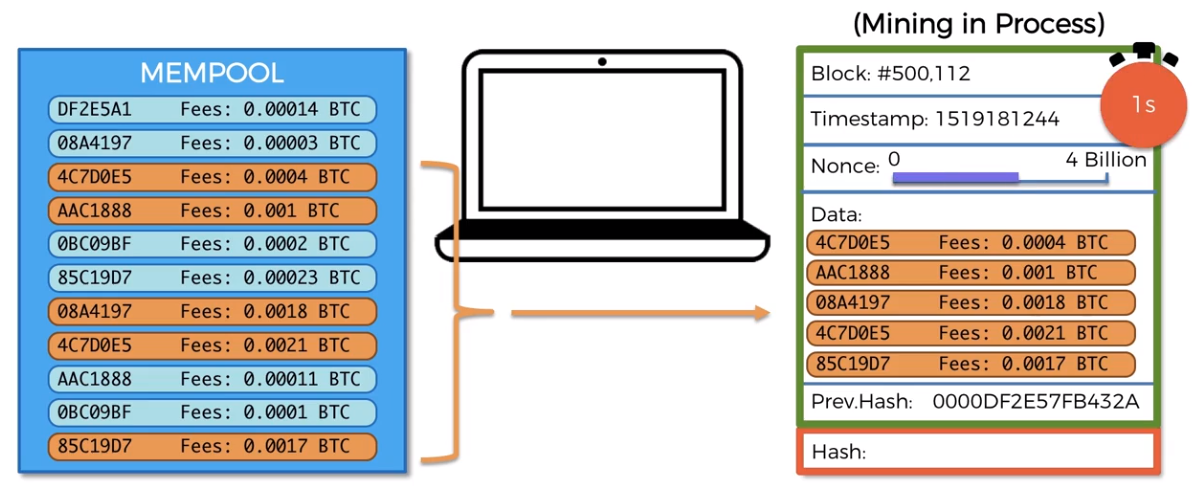 MEMPOOL
DF2E5A1 Fees: 0.00014 BTC
08A4197 Fees: 0.00003 BTC
4C7D0E5 Fees: 0.0004 BTC
AAC1888 Fees: 0.001 BTC
0BC09BF Fees: 0.0002 BTC
85C19D7 Fees: 0.00023 BTC
08A4197 Fees: 0.0018 BTC
4C7D0E5 Fees: 0.0021 BTC
AAC1888 Fees: 0.00011 BTC
0BC09BF Fees: 0.0001 BTC
85C19D7 Fees: 0.0017 BTC
(Mining in Process)
Block: #500,112
1s
Timestamp: 1519181244
Nonce: 0 4 Billion
Data:
4C7D0E5 Fees: 0.0004 BTC
AAC1888 Fees: 0.001 BTC
08A4197 Fees: 0.0018 BTC
4C7D0E5 Fees: 0.0021 BTC
85C19D7 Fees: 0.0017 BTC
Prev.Hash: 0000DF2E57FB432A
Hash: